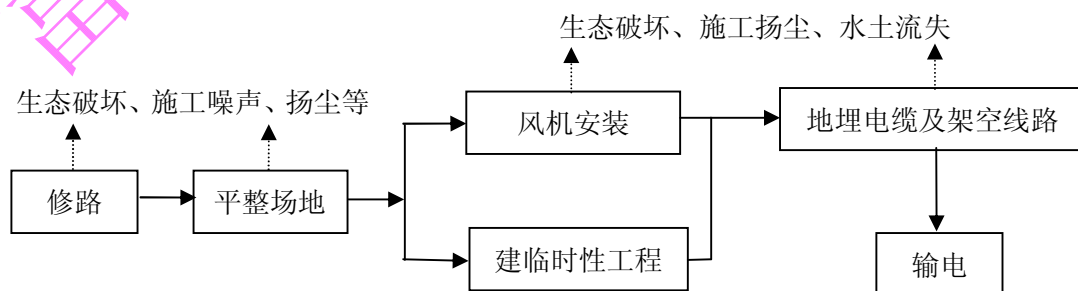 生态破坏、施工扬尘、水土流失
生态破坏、施工噪声、扬尘等
风机安装
地埋电缆及架空线路
修路
平整场地
建临时性工程
输电